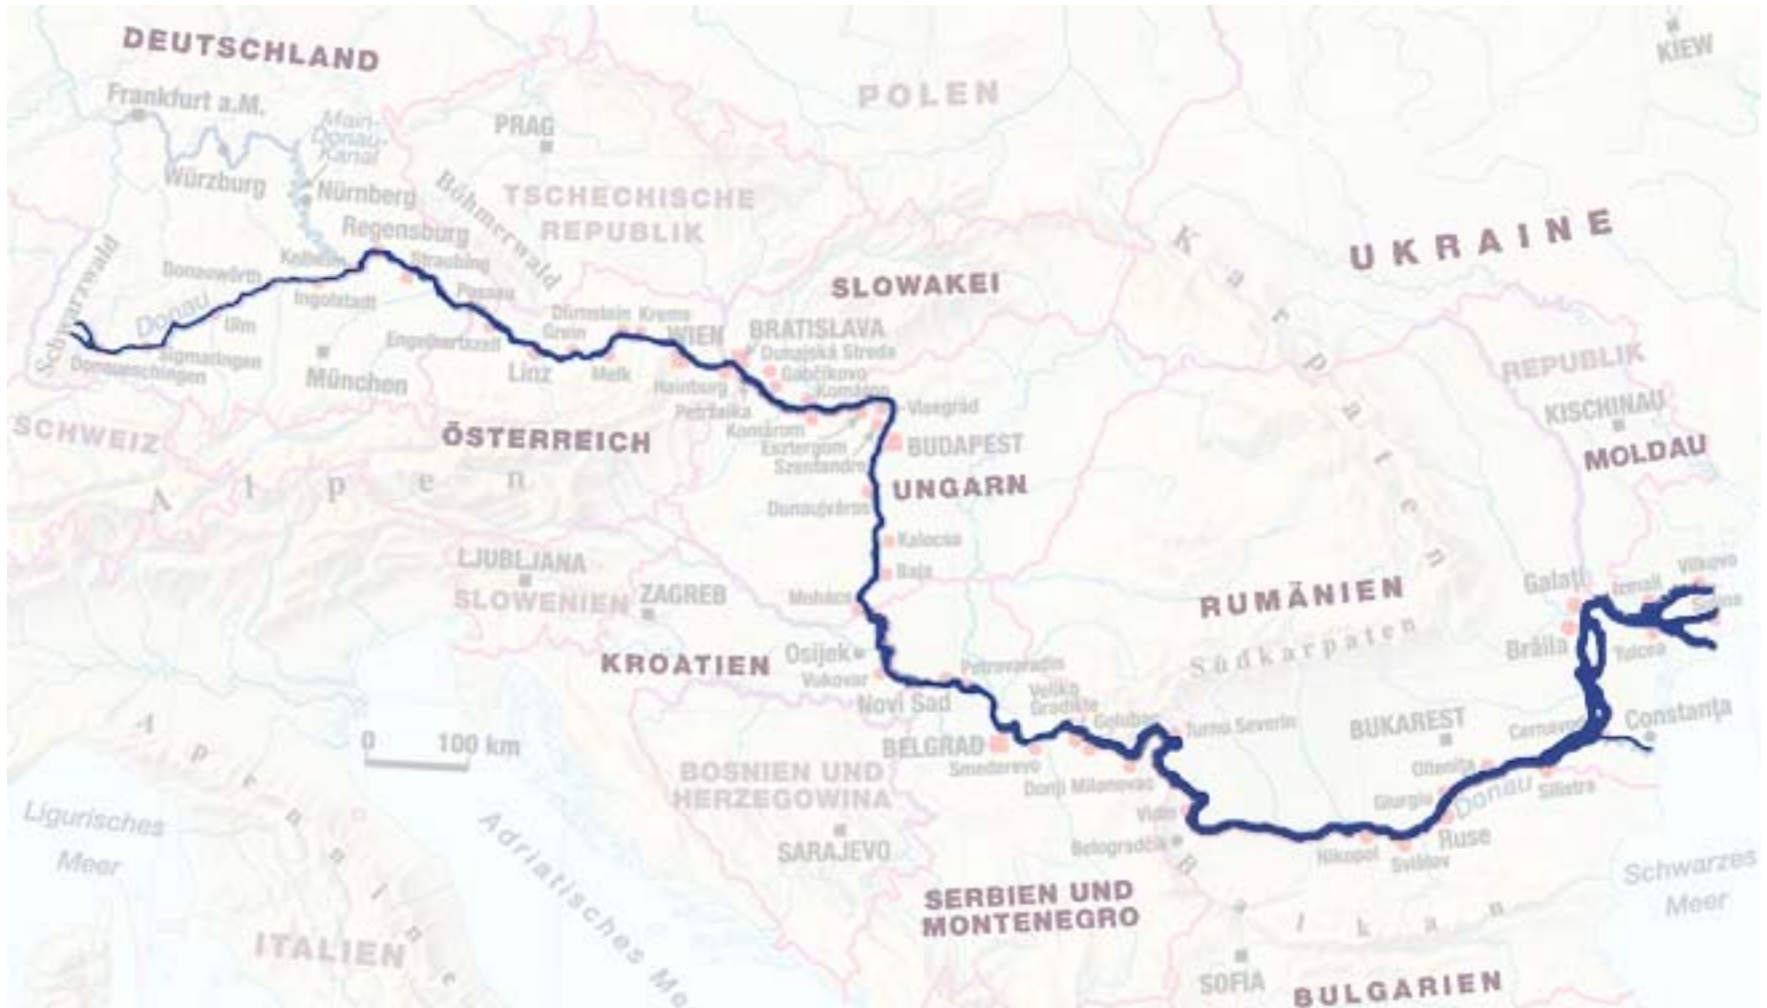 DEUTSCHLAND
KIEW
POLEN
Frankfurt a.M.
Main-
Donau-
Kanal
PRAG
Würzburg
Nürnberg
Böhmerwald
TSCHECHISCHE
REPUBLIK
Regensburg
Karpaten
UKRAINE
Schwarzwald
Kelheim
Straubing
Donauwörth
Ingolstadt
Passau
SLOWAKEI
Donau
Ulm
Dürnstein
Krems
Grein
WIEN
BRATISLAVA
Engelhartszell
Dunajská Streda
Sigmaringen
Donaueschingen
München
Linz
Melk
Hainburg
Gabčíkovo
Komárno
REPUBLIK
KISCHINAU
MOLDAU
Petržalka
Visegrád
Komárom
Esztergom
Szentendre
BUDAPEST
SCHWEIZ
ÖSTERREICH
Alpen
UNGARN
Dunaújváros
Kalocsa
Baja
LJUBLJANA
SLOWENIEN
ZAGREB
Mohács
RUMÄNIEN
Südkarpaten
Galați
Izmail
Vilkovo
Brăila
Tulcea
KROATIEN
Osijek
Vukovar
Petrovaradin
Novi Sad
Veliko
Gradište
Golubac
Turnu Severin
BUKAREST
Constanța
Apennine
0
100 km
BELGRAD
Smederevo
Donji Milanovac
BOSNIEN UND
HERZEGOWINA
Oltenița
Giurgiu
Donau
Silistra
Ligurisches
Meer
SARAJEVO
Vidin
Belogradčik
Nikopol
Svištov
Ruse
Schwarzes
Meer
Adriatisches Me
SERBIEN UND
MONTENEGRO
Balkan
ITALIEN
SOFIA
BULGARIEN